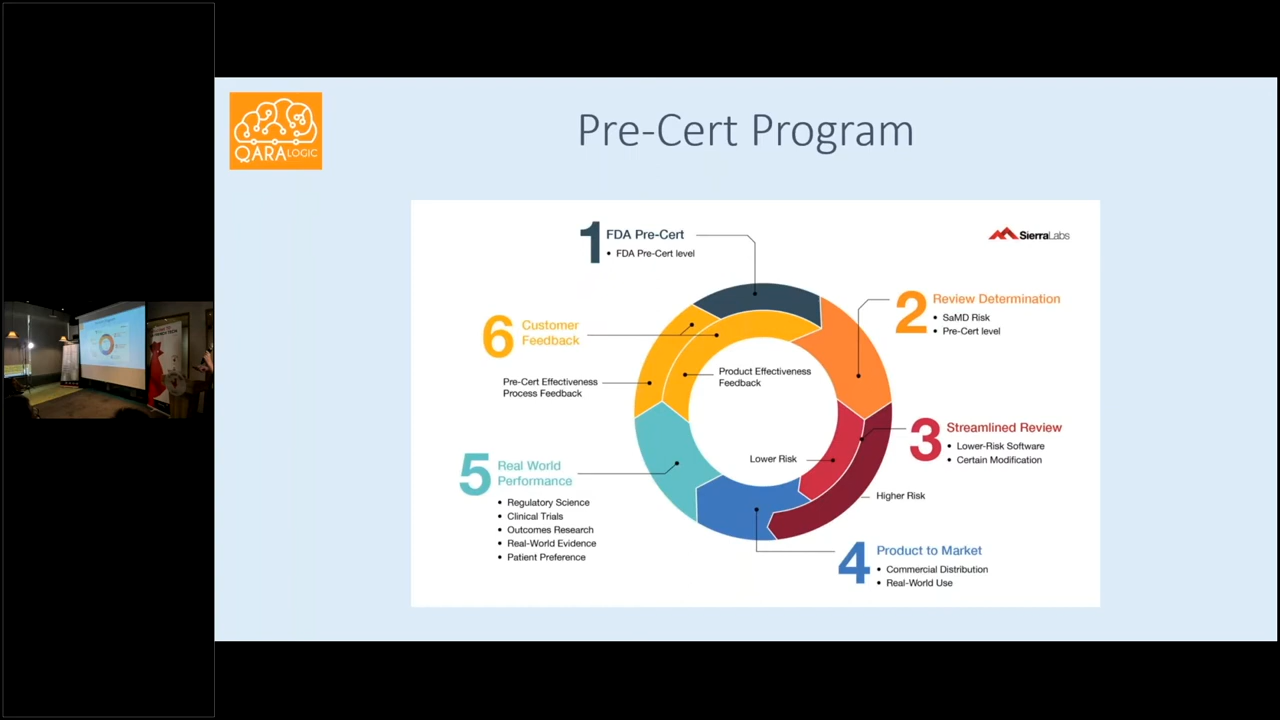 QARA LOGIC
Pre-Cert Program
SierraLabs
1 FDA Pre-Cert
• FDA Pre-Cert level
2 Review Determination
• SaMD Risk
• Pre-Cert level
3 Streamlined Review
• Lower-Risk Software
• Certain Modification
Lower Risk
Higher Risk
4 Product to Market
• Commercial Distribution
• Real-World Use
5 Real World
Performance
• Regulatory Science
• Clinical Trials
• Outcomes Research
• Real-World Evidence
• Patient Preference
6 Customer
Feedback
Pre-Cert Effectiveness
Process Feedback
Product Effectiveness
Feedback